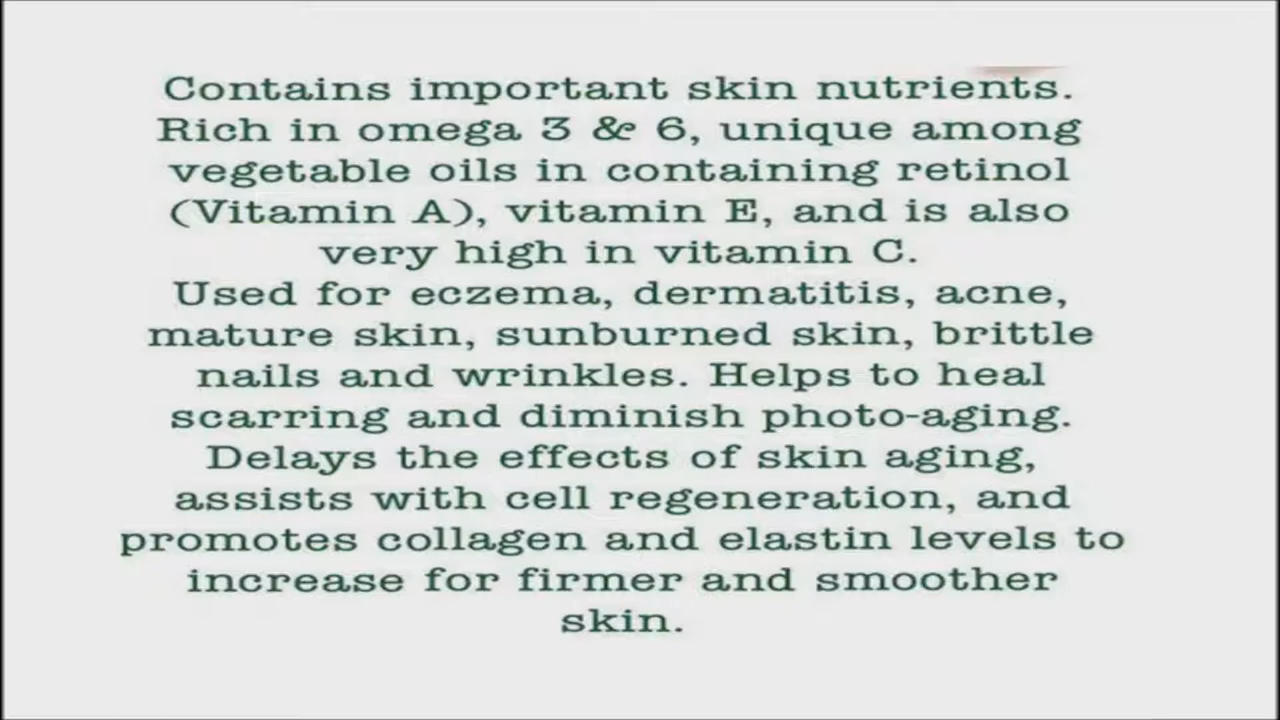 Contains important skin nutrients.
Rich in omega 3 & 6, unique among
vegetable oils in containing retinol
(Vitamin A), vitamin E, and is also
very high in vitamin C.
Used for eczema, dermatitis, acne,
mature skin, sunburned skin, brittle
nails and wrinkles. Helps to heal
scarring and diminish photo-aging.
Delays the effects of skin aging,
assists with cell regeneration, and
promotes collagen and elastin levels to
increase for firmer and smoother
skin.